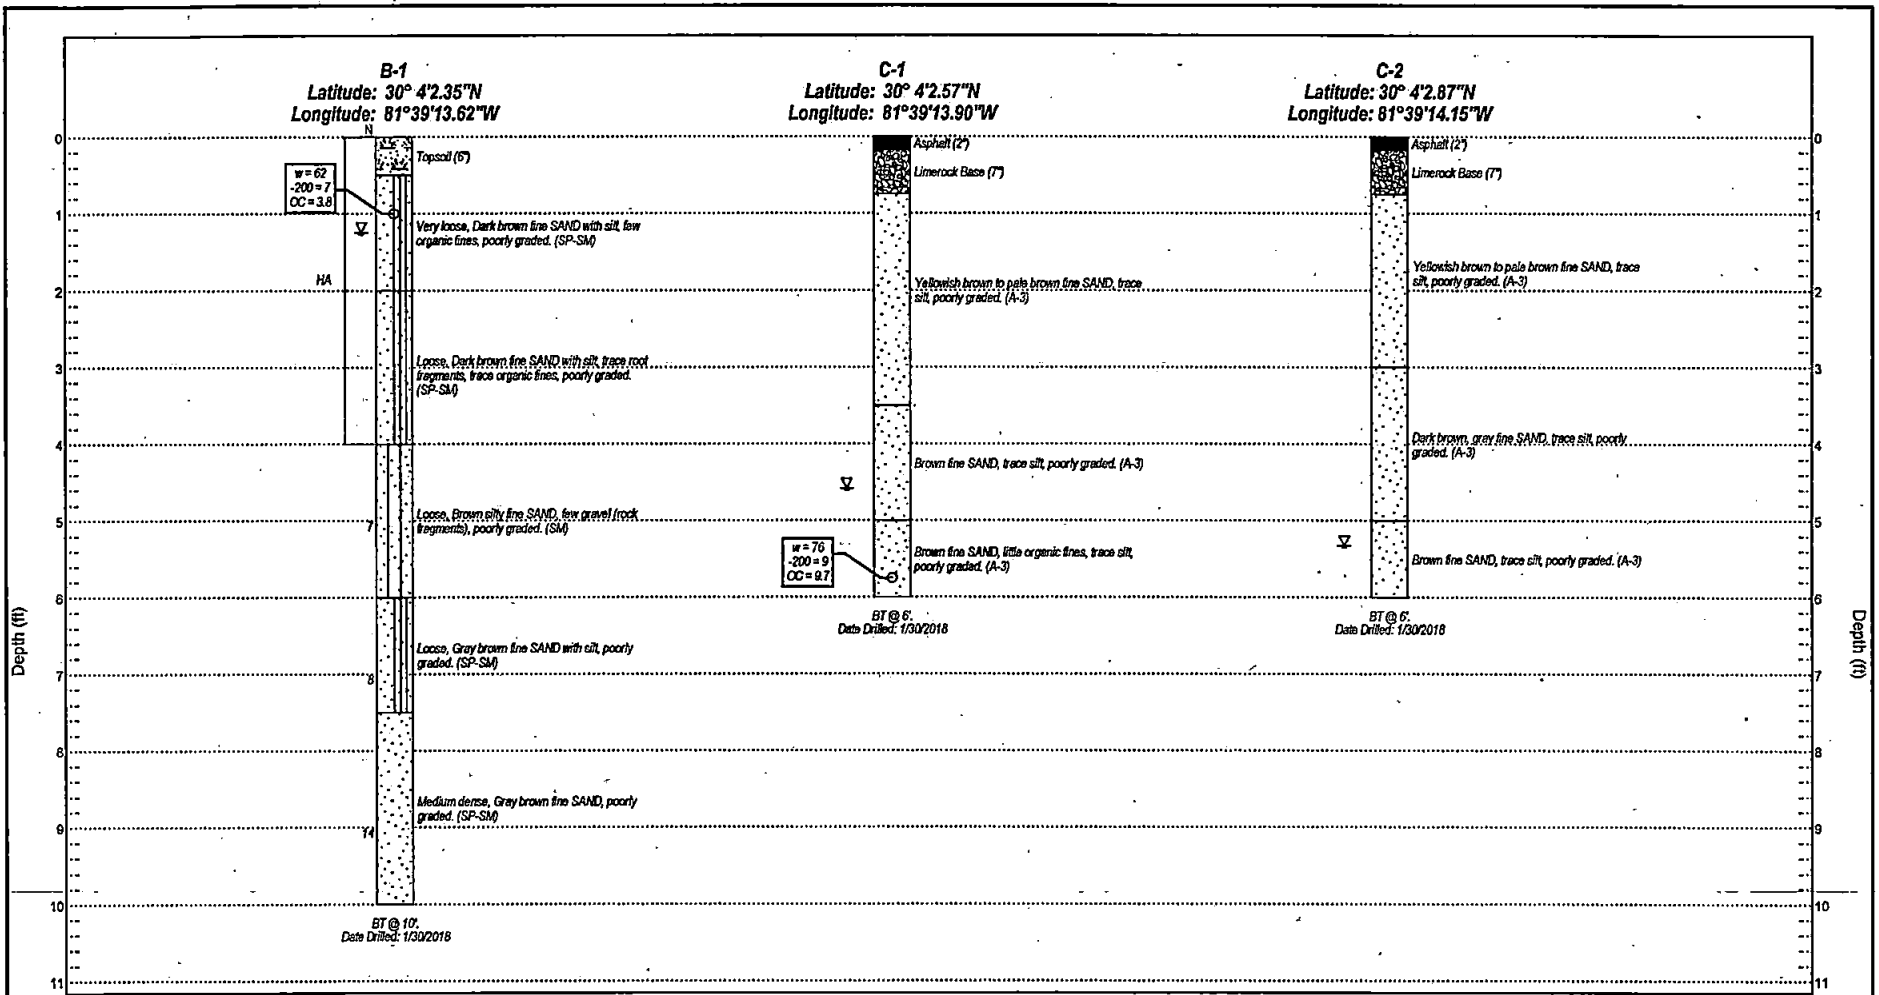 B-1
Latitude: 30° 4'2.35"N
Longitude: 81°39'13.62"W
C-1
Latitude: 30° 4'2.57"N
Longitude: 81°39'13.90"W
C-2
Latitude: 30° 4'2.87"N
Longitude: 81°39'14.15"W
N
Topsoil (6")
w = 62
-200 = 7
OC = 3.8
Very loose, Dark brown fine SAND with silt, few
organic fines, poorly graded. (SP-SM)
HA
Loose, Dark brown fine SAND with silt, trace root
fragments, trace organic fines, poorly graded.
(SP-SM)
7
Loose, Brown silty fine SAND, few gravel (rock
fragments), poorly graded. (SM)
8
Loose, Gray brown fine SAND with silt, poorly
graded. (SP-SM)
11
Medium dense, Gray brown fine SAND, poorly
graded. (SP-SM)
BT @ 10'.
Date Drilled: 1/30/2018
Asphalt (2")
Limerock Base (7")
Yellowish brown to pale brown fine SAND, trace
silt, poorly graded. (A-3)
Brown fine SAND, trace silt, poorly graded. (A-3)
w = 76
-200 = 9
OC = 9.7
Brown fine SAND, little organic fines, trace silt,
poorly graded. (A-3)
BT @ 6'.
Date Drilled: 1/30/2018
Asphalt (2")
Limerock Base (7")
Yellowish brown to pale brown fine SAND, trace
silt, poorly graded. (A-3)
Dark brown, gray fine SAND, trace silt, poorly
graded. (A-3)
Brown fine SAND, trace silt, poorly graded. (A-3)
BT @ 6'.
Date Drilled: 1/30/2018
Depth (ft)
0
1
2
3
4
5
6
7
8
9
10
11
Depth (ft)
0
1
2
3
4
5
6
7
8
9
10
11